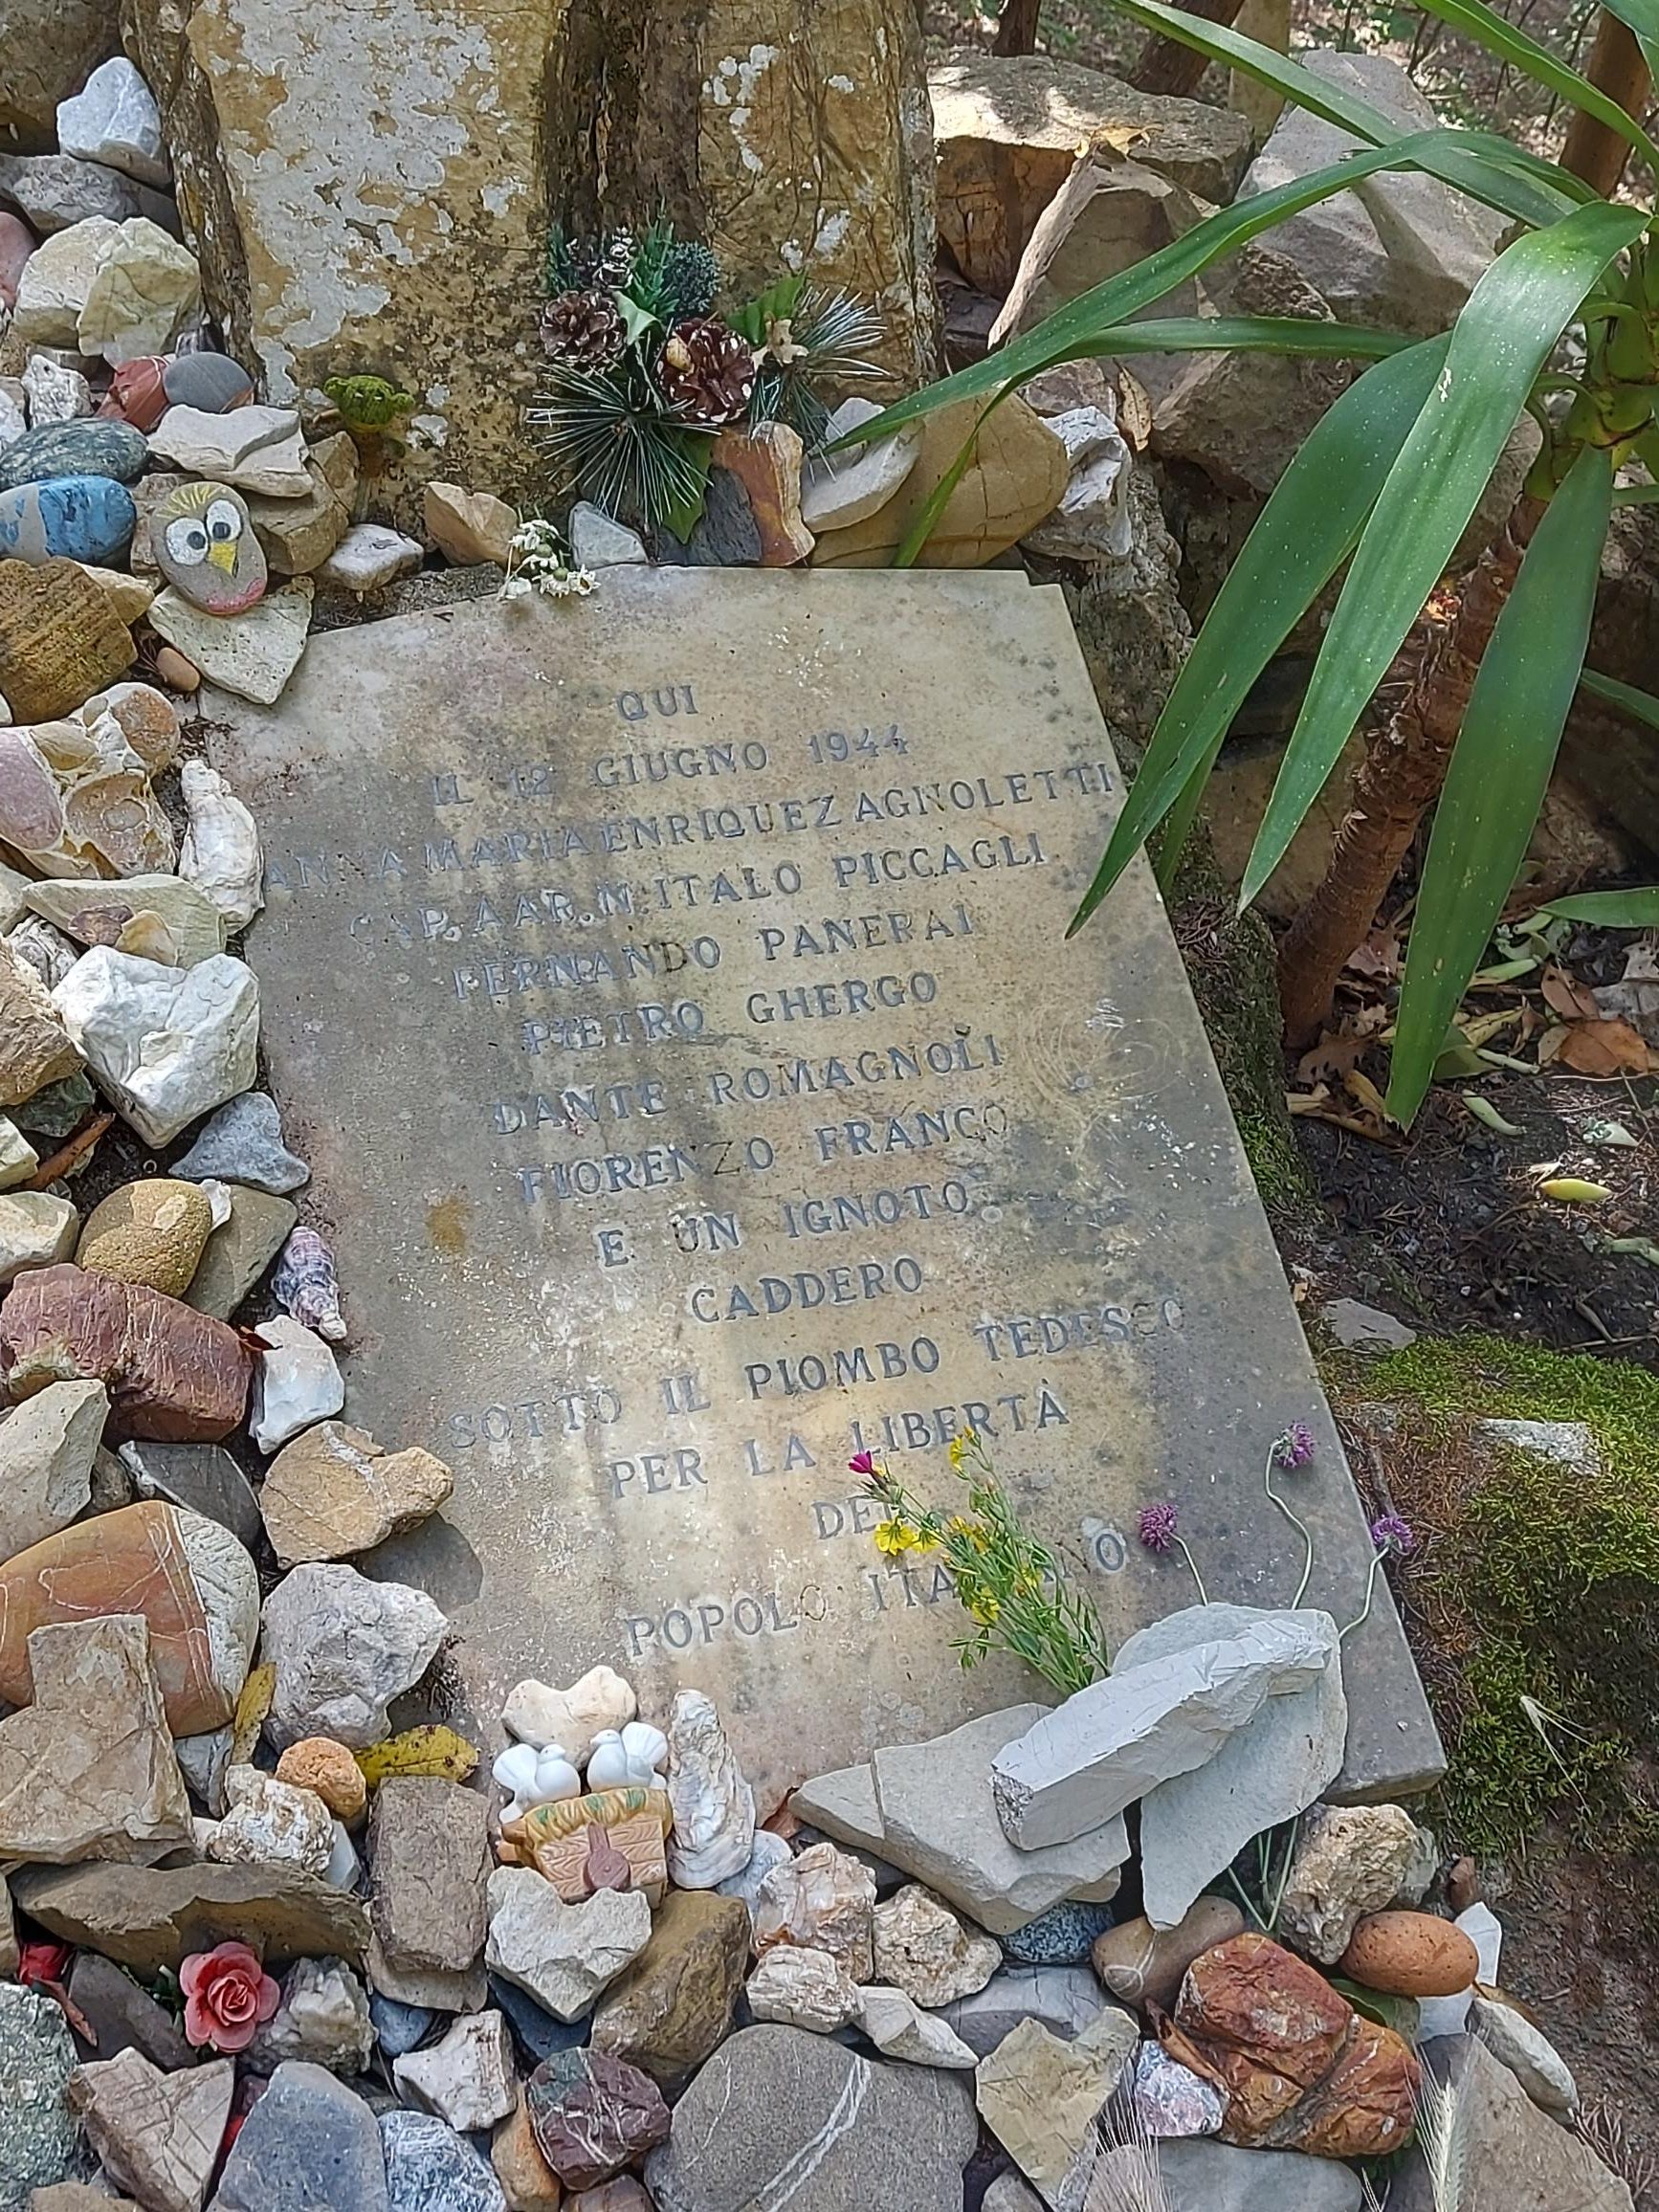 QUI
IL 12 GIUGNO 1944
ANNA MARIA ENRIQUEZ AGNOLETTI
CAP. A.A.R.N. ITALO PICCAGLI
FERNANDO PANERAI
PIETRO GHERGO
DANTE ROMAGNOLI
FIORENZO FRANCO
E UN IGNOTO
CADDERO
SOTTO IL PIOMBO TEDESCO
PER LA LIBERTÀ
DEL
POPOLO ITALIANO